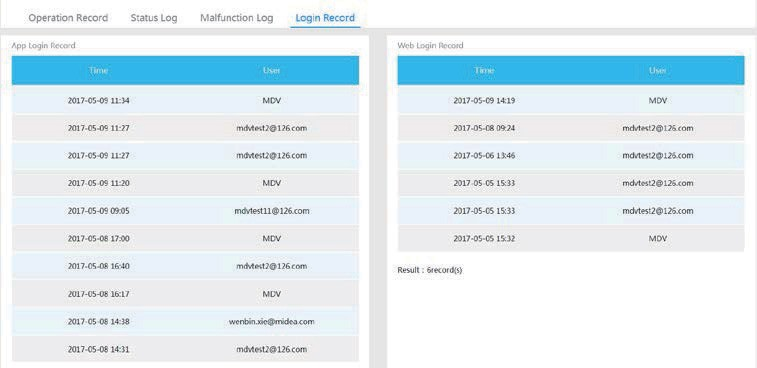 Operation Record Status Log Malfunction Log Login Record
App Login Record
Time User
2017-05-09 11:34 MDV
2017-05-09 11:27 mdvtest2@126.com
2017-05-09 11:27 mdvtest2@126.com
2017-05-09 11:20 MDV
2017-05-09 09:05 mdvtest11@126.com
2017-05-08 17:00 MDV
2017-05-08 16:40 mdvtest2@126.com
2017-05-08 16:17 MDV
2017-05-08 14:38 wenbin.xie@midea.com
2017-05-08 14:31 mdvtest2@126.com
Web Login Record
Time User
2017-05-09 14:19 MDV
2017-05-08 09:24 mdvtest2@126.com
2017-05-06 13:46 mdvtest2@126.com
2017-05-05 15:33 mdvtest2@126.com
2017-05-05 15:33 mdvtest2@126.com
2017-05-05 15:32 MDV
Result : 6record(s)